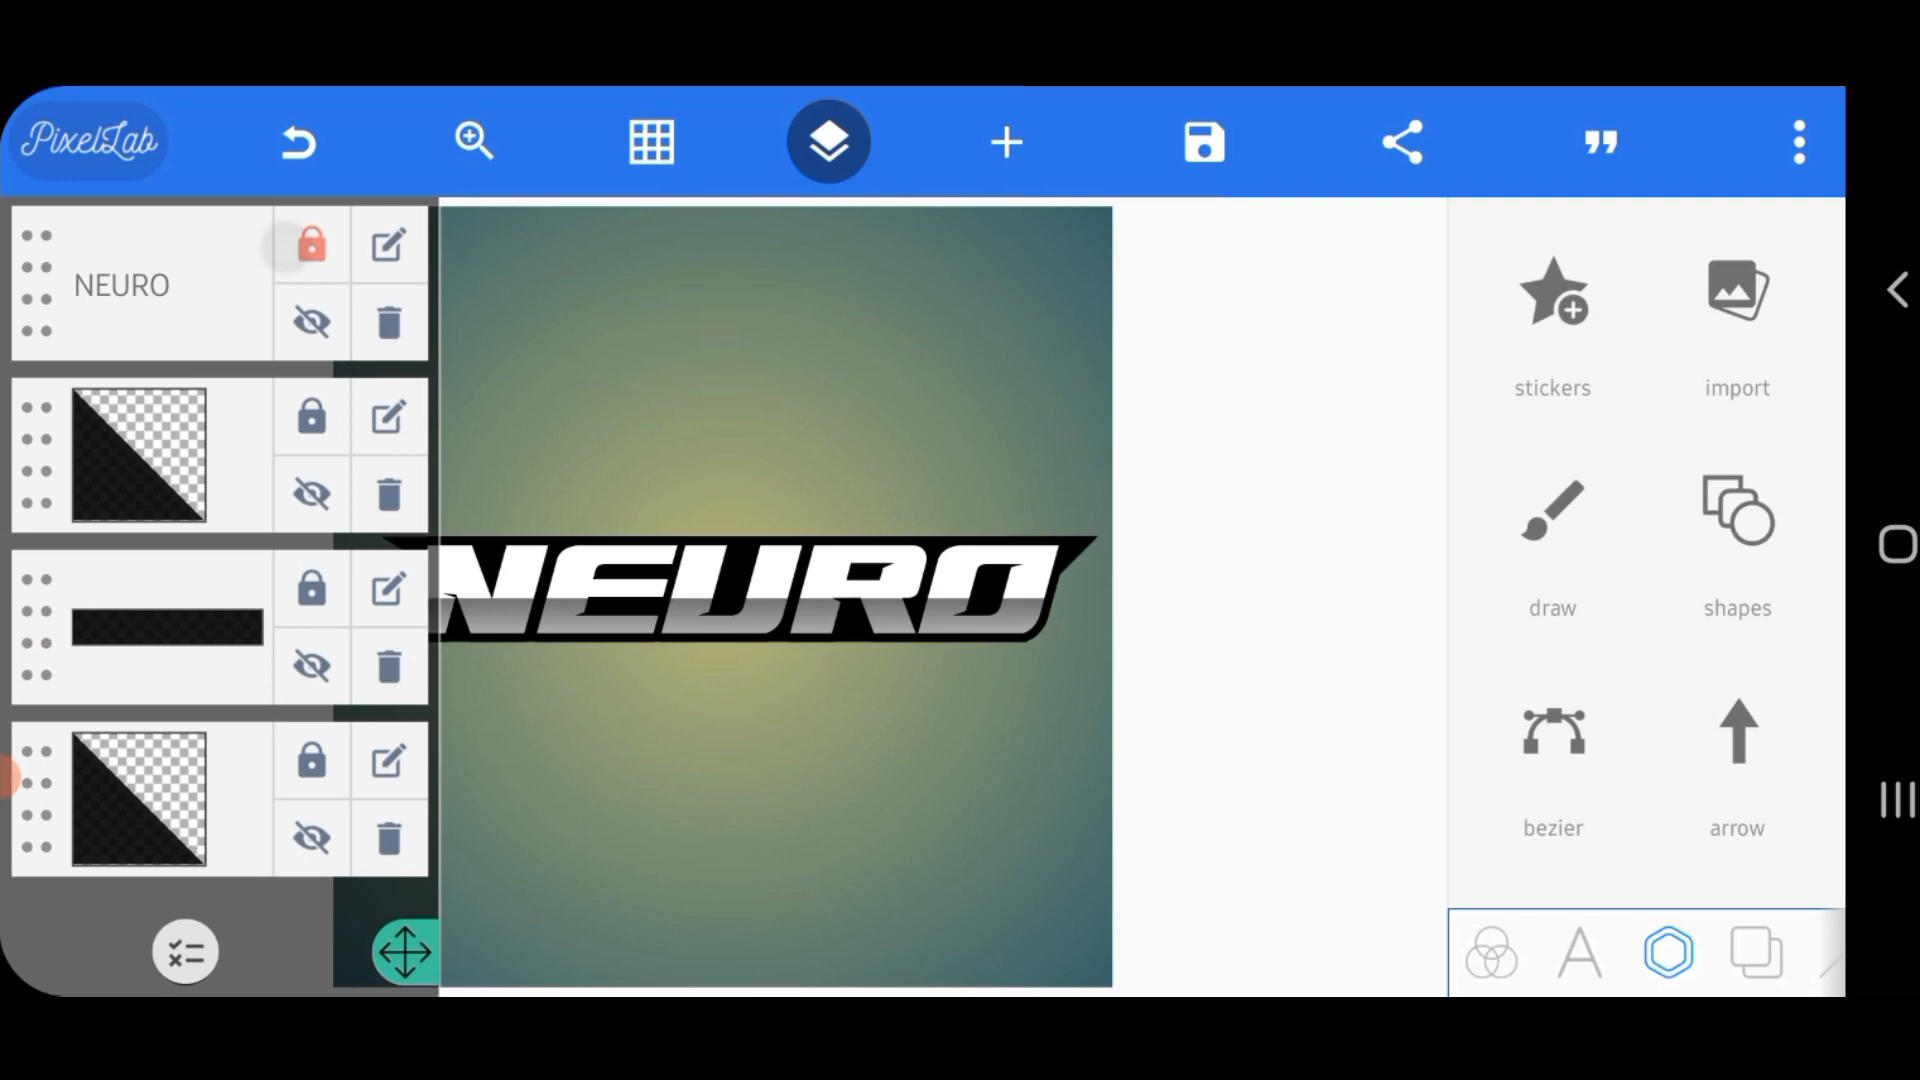 PixelLab
NEURO
NEURO
stickers
import
draw
shapes
bezier
arrow